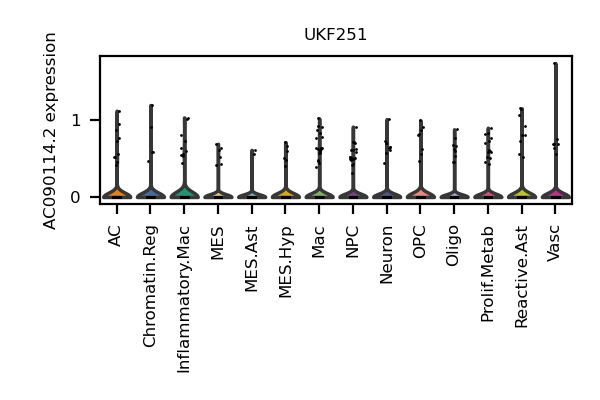 UKF251
AC090114.2 expression
1
0
AC
Chromatin.Reg
Inflammatory.Mac
MES
MES.Ast
MES.Hyp
Mac
NPC
Neuron
OPC
Oligo
Prolif.Metab
Reactive.Ast
Vasc